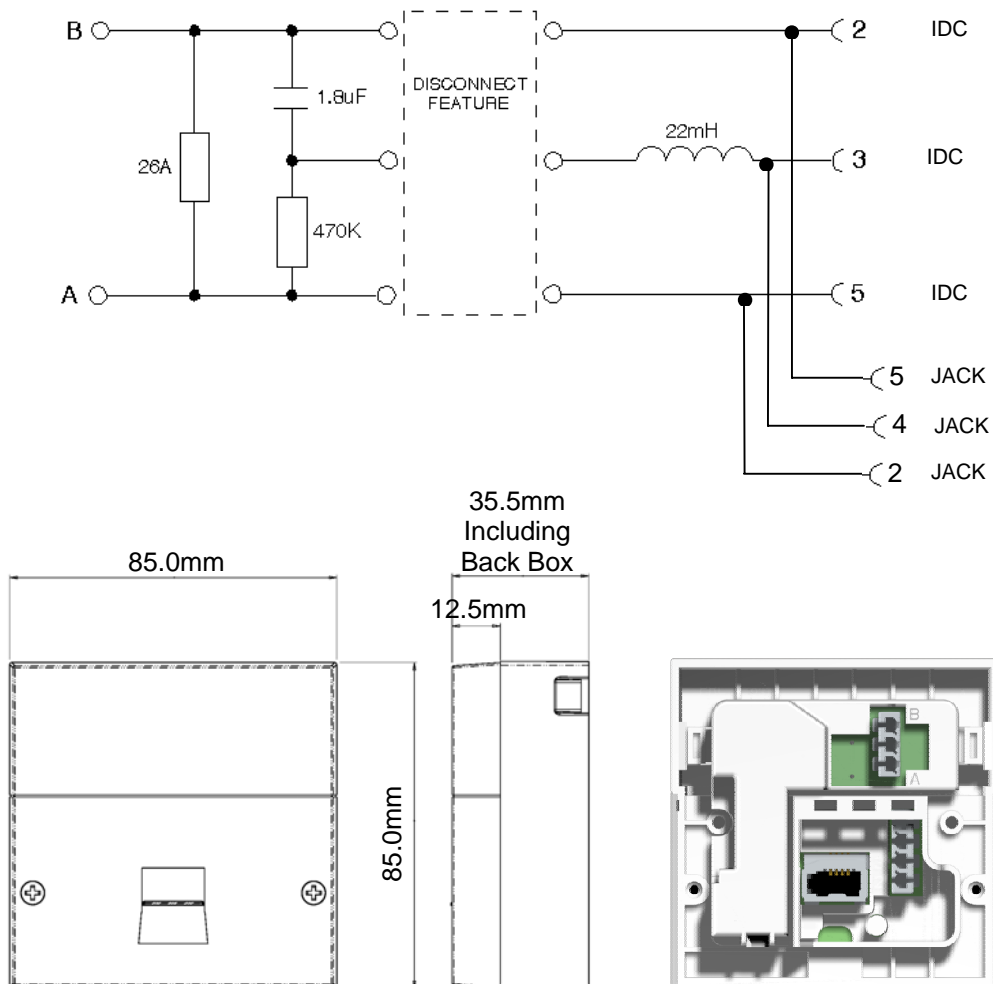 B
2 IDC
DISCONNECT
FEATURE
1.8uF
22mH
26A
3 IDC
470K
A
5 IDC
5 JACK
4 JACK
2 JACK
35.5mm
Including
Back Box
85.0mm
12.5mm
85.0mm
B
A